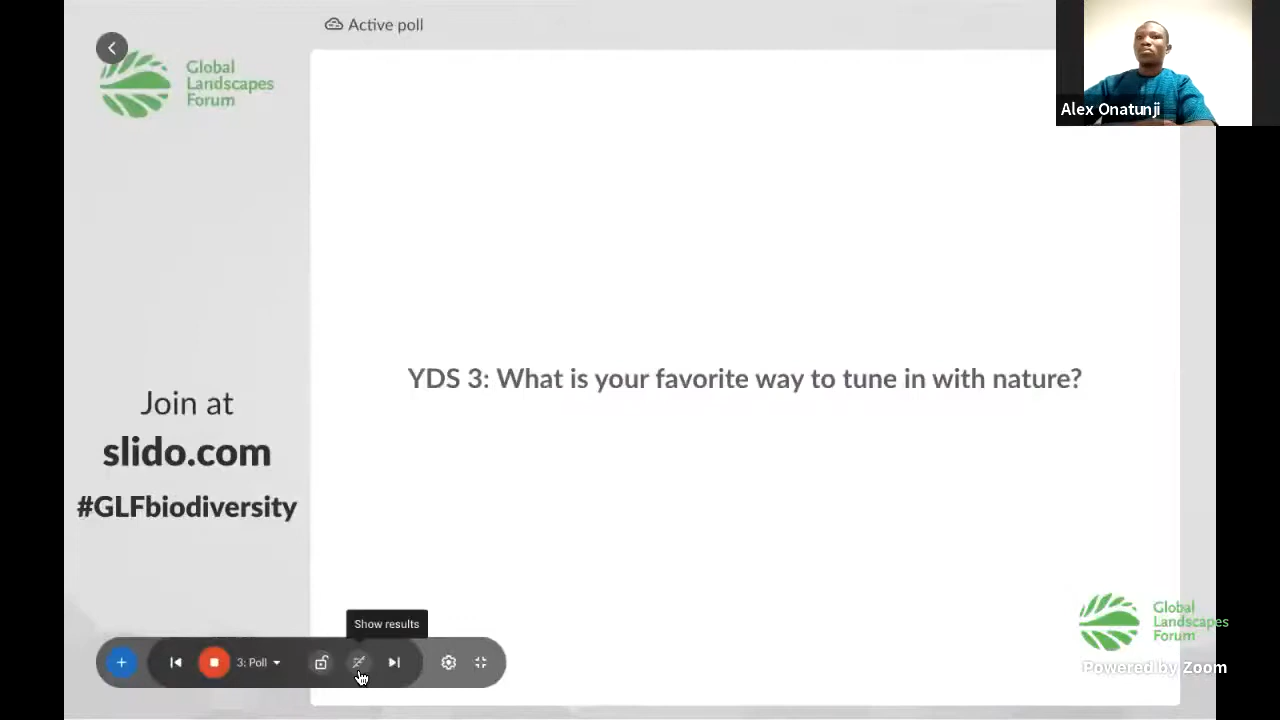 Active poll
Global
Landscapes
Forum
Alex Onatunji
YDS 3: What is your favorite way to tune in with nature?
Join at
slido.com
#GLFbiodiversity
Show results
3: Poll
Global
Landscapes
Forum
Powered by Zoom